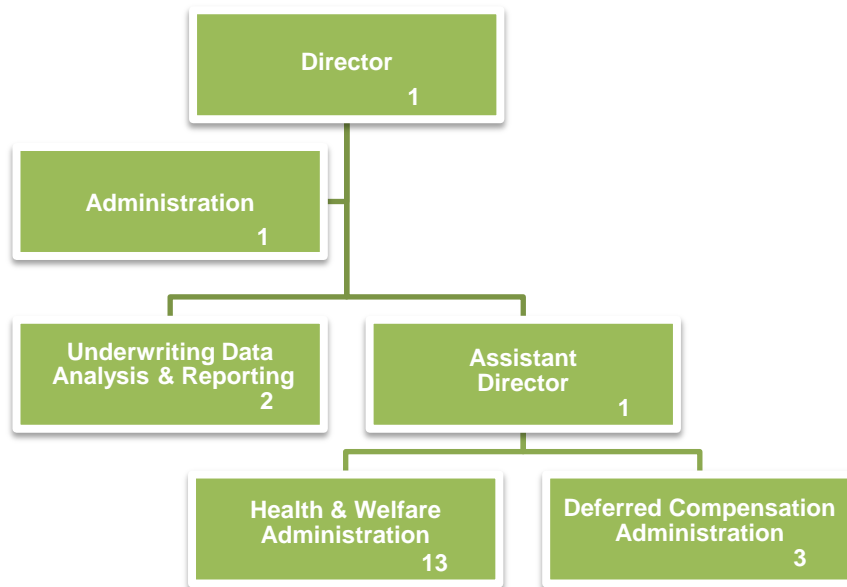 Director
1
Administration
1
Underwriting Data
Analysis & Reporting
2
Assistant
Director
1
Health & Welfare
Administration
13
Deferred Compensation
Administration
3